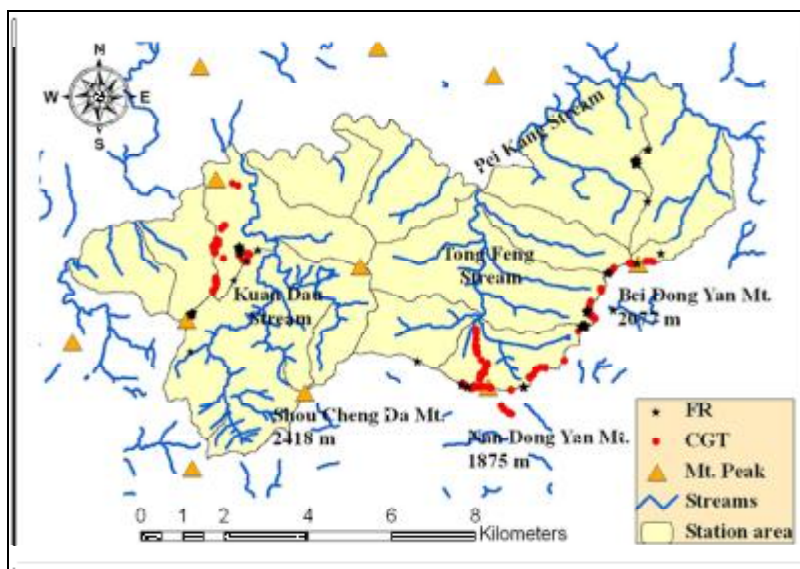 N
W E
S
Pei Kang Stream
Tong Feng
Stream
Kuan Dau
Stream
Bei Dong Yan Mt.
2077 m
Shou Cheng Da Mt.
2418 m
Nan Dong Yan Mt.
1875 m
FR
CGT
Mt. Peak
Streams
Station area
0 1 2 4 6 8
Kilometers